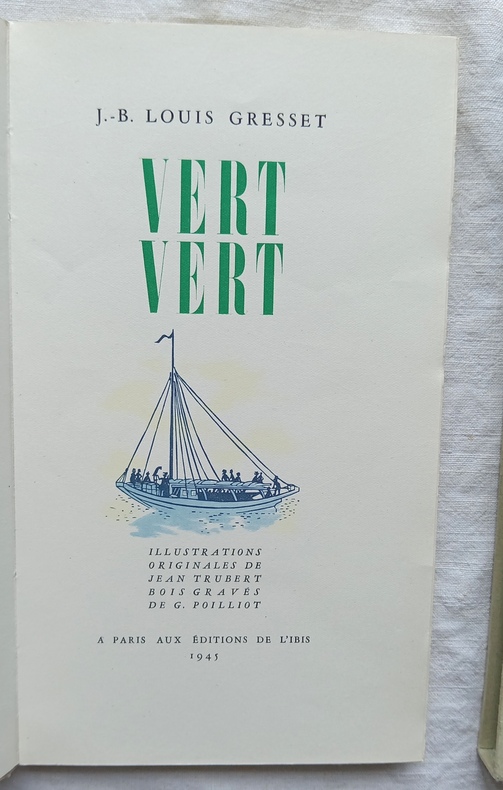 J.-B. LOUIS GRESSET
VERT
VERT
ILLUSTRATIONS
ORIGINALES DE
JEAN TRUBERT
BOIS GRAVÉS
DE G. POILLIOT
A PARIS AUX ÉDITIONS DE L'IBIS
1945